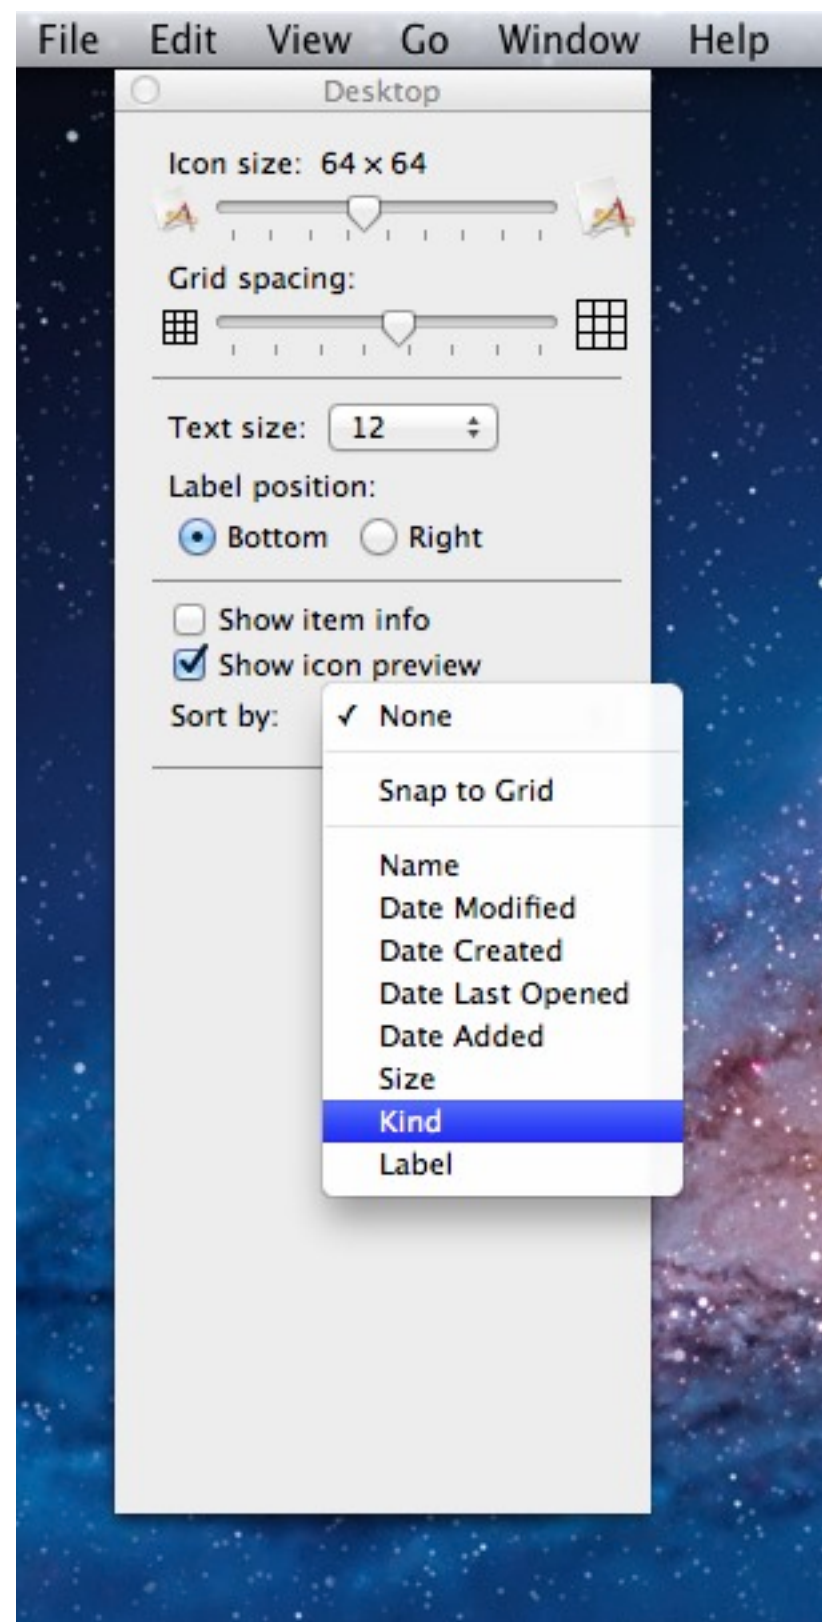 File Edit View Go Window Help
Desktop
Icon size: 64 × 64
Grid spacing:
Text size: 12
Label position:
Bottom Right
Show item info
Show icon preview
Sort by: ✓ None
Snap to Grid
Name
Date Modified
Date Created
Date Last Opened
Date Added
Size
Kind
Label